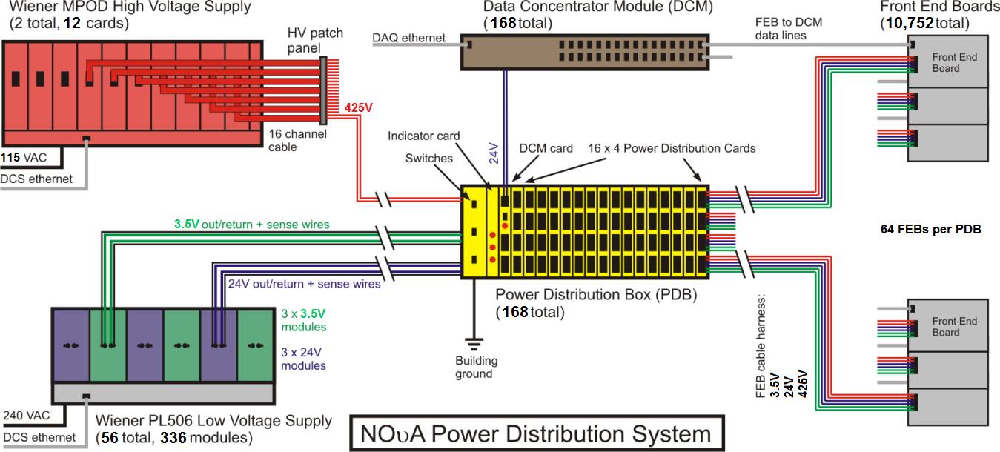 Wiener MPOD High Voltage Supply
(2 total, 12 cards)
HV patch
panel
425V
16 channel
cable
115 VAC
DCS ethernet
Data Concentrator Module (DCM)
(168 total)
DAQ ethernet
FEB to DCM
data lines
Front End Boards
(10,752 total)
Front End
Board
Indicator card
Switches
24V
DCM card
16 x 4 Power Distribution Cards
64 FEBs per PDB
3.5V out/return + sense wires
24V out/return + sense wires
Power Distribution Box (PDB)
(168 total)
3 x 3.5V
modules
3 x 24V
modules
Building
ground
FEB cable harness:
3.5V
24V
425V
Front End
Board
240 VAC
DCS ethernet
Wiener PL506 Low Voltage Supply
(56 total, 336 modules)
NOυA Power Distribution System